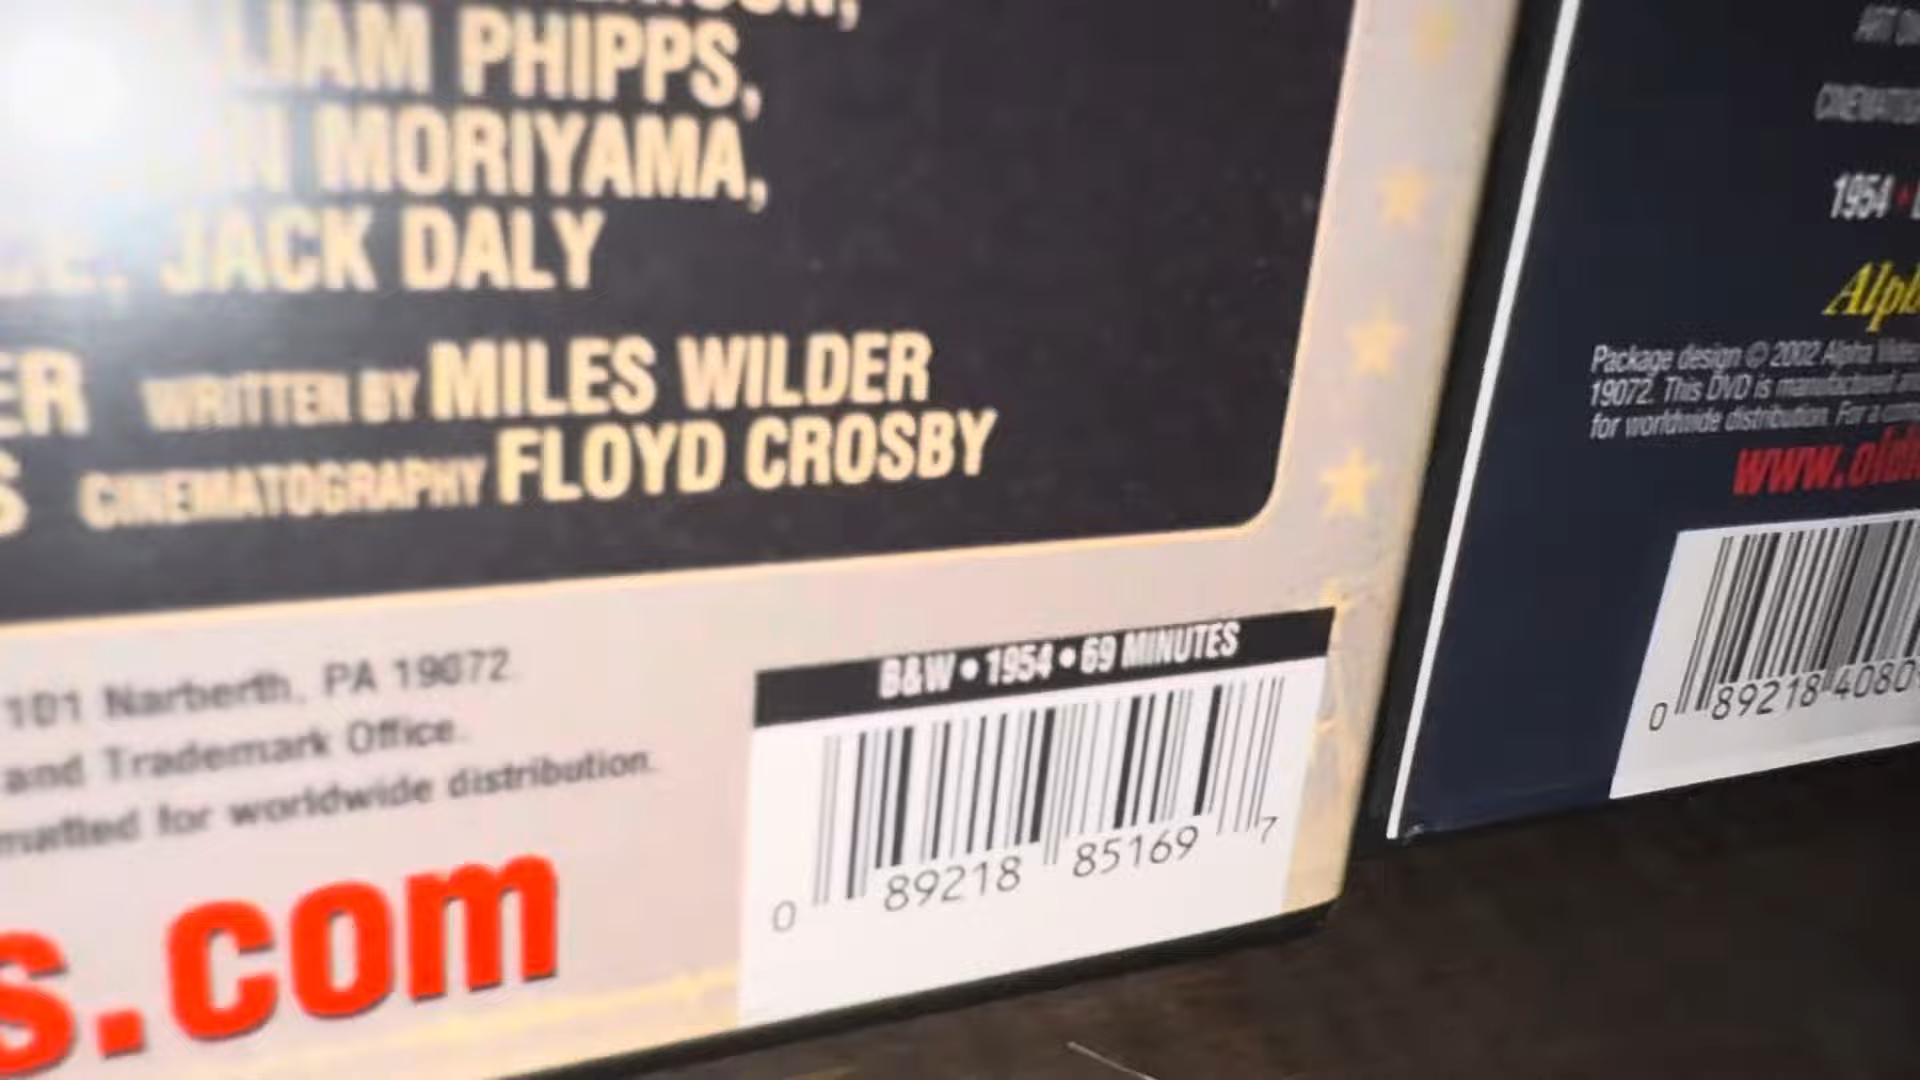 LIAM PHIPPS,
MORIYAMA,
JACK DALY
ER WRITTEN BY MILES WILDER
S CINEMATOGRAPHY FLOYD CROSBY
101 Narberth, PA 19072
and Trademark Office.
matted for worldwide distribution.
s.com
B&W • 1954 • 69 MINUTES
0 89218 85169 7
1954
Alph
Package design © 2002 Alpha Video
19072. This DVD is manufactured
for worldwide distribution. For a
www.
0 89218 4080